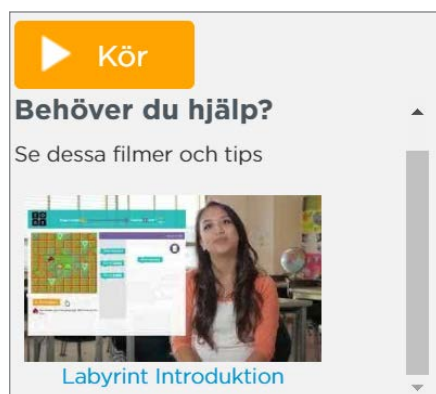 Kör
Behöver du hjälp?
Se dessa filmer och tips
Labyrint Introduktion